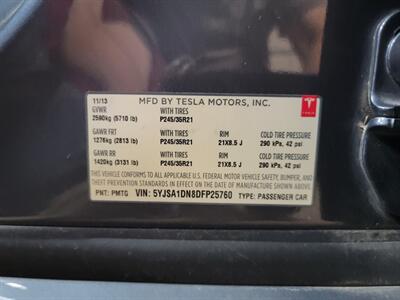 11/13 MFD BY TESLA MOTORS, INC.
GVWR WITH TIRES
2590kg (5710 lb) P245/35R21
GAWR FRT WITH TIRES RIM COLD TIRE PRESSURE
1276kg (2813 lb) P245/35R21 21X8.5 J 290 kPa, 42 psi
GAWR RR WITH TIRES RIM COLD TIRE PRESSURE
1420kg (3131 lb) P245/35R21 21X8.5 J 290 kPa, 42 psi
THIS VEHICLE CONFORMS TO ALL APPLICABLE U.S. FEDERAL MOTOR VEHICLE SAFETY, BUMPER, AND
THEFT PREVENTION STANDARDS IN EFFECT ON THE DATE OF MANUFACTURE SHOWN ABOVE.
PNT: PMTG VIN: 5YJSA1DN8DFP25760 TYPE: PASSENGER CAR